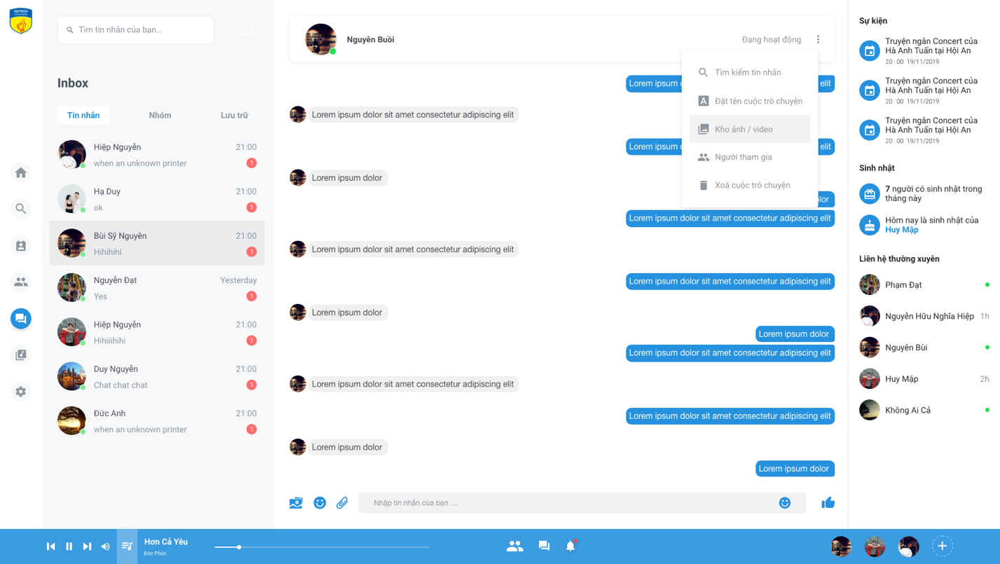 HUTECH
University
Tìm tin nhắn của bạn...
Inbox
Tin nhắn
Nhóm
Lưu trữ
Hiệp Nguyễn
21:00
when an unknown printer
1
Hạ Duy
21:00
ok
1
Bùi Sỹ Nguyên
21:00
Hihihihi
1
Nguyễn Đạt
Yesterday
Yes
1
Hiệp Nguyễn
21:00
Hihiiihihi
1
Duy Nguyễn
21:00
Chat chat chat
1
Đức Anh
21:00
when an unknown printer
1
Nguyên Buồi
Đang hoạt động
Tìm kiếm tin nhắn
Đặt tên cuộc trò chuyện
Kho ảnh / video
Người tham gia
Xoá cuộc trò chuyện
Lorem ipsum
elit
Lorem ipsum dolor sit amet consectetur adipiscing elit
Lorem ipsum
elit
Lorem ipsum dolor
Lorem ipsum dolor sit amet consectetur adipiscing elit
Lorem ipsum dolor sit amet consectetur adipiscing elit
Lorem ipsum dolor sit amet consectetur adipiscing elit
Lorem ipsum dolor
Lorem ipsum dolor
Lorem ipsum dolor sit amet consectetur adipiscing elit
Lorem ipsum dolor sit amet consectetur adipiscing elit
Lorem ipsum dolor sit amet consectetur adipiscing elit
Lorem ipsum dolor
Lorem ipsum dolor
Nhập tin nhắn của bạn ...
Sự kiện
Truyện ngắn Concert của
Hà Anh Tuấn tại Hội An
20 : 00 19/11/2019
Truyện ngắn Concert của
Hà Anh Tuấn tại Hội An
20 : 00 19/11/2019
Truyện ngắn Concert của
Hà Anh Tuấn tại Hội An
20 : 00 19/11/2019
Sinh nhật
7 người có sinh nhật trong
tháng này
Hôm nay là sinh nhật của
Huy Mập
Liên hệ thường xuyên
Phạm Đạt
Nguyễn Hữu Nghĩa Hiệp 1h
Nguyên Bùi
Huy Mập 2h
Không Ai Cả
Hơn Cả Yêu
Đức Phúc